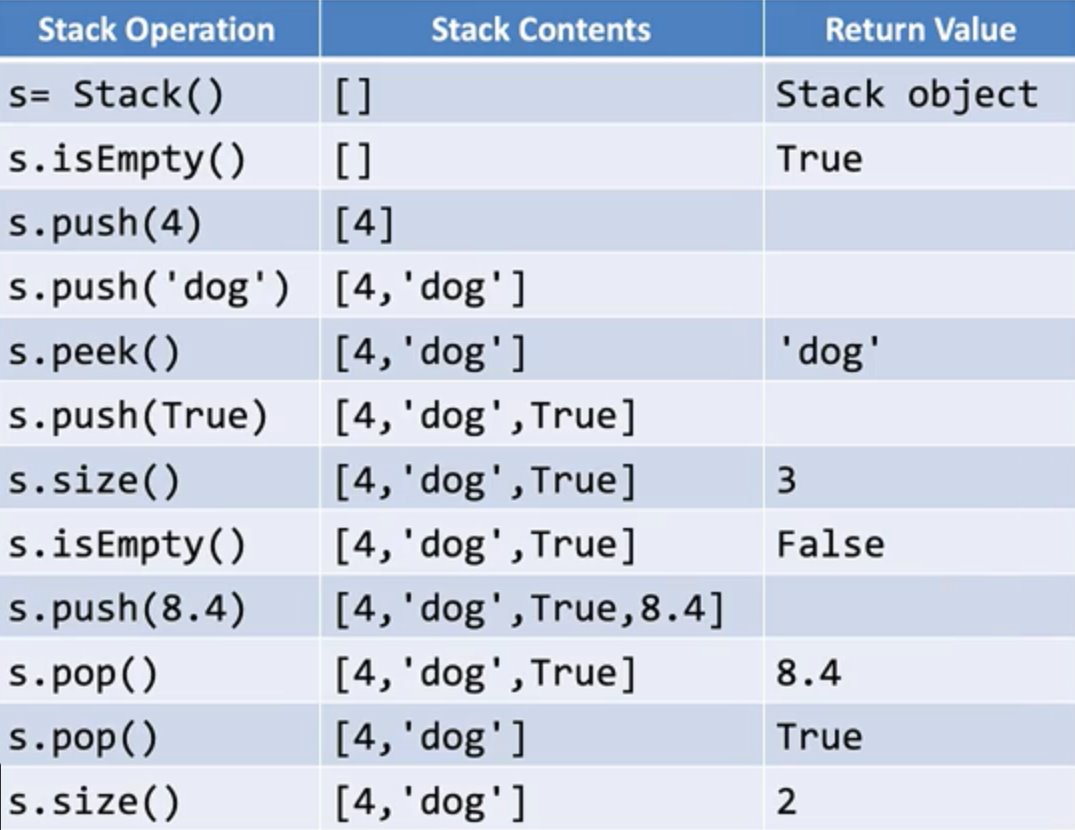 Stack Operation Stack Contents Return Value
s= Stack() [] Stack object
s.isEmpty() [] True
s.push(4) [4]
s.push('dog') [4,'dog']
s.peek() [4,'dog'] 'dog'
s.push(True) [4,'dog',True]
s.size() [4,'dog',True] 3
s.isEmpty() [4,'dog',True] False
s.push(8.4) [4,'dog',True,8.4]
s.pop() [4,'dog',True] 8.4
s.pop() [4,'dog'] True
s.size() [4,'dog'] 2